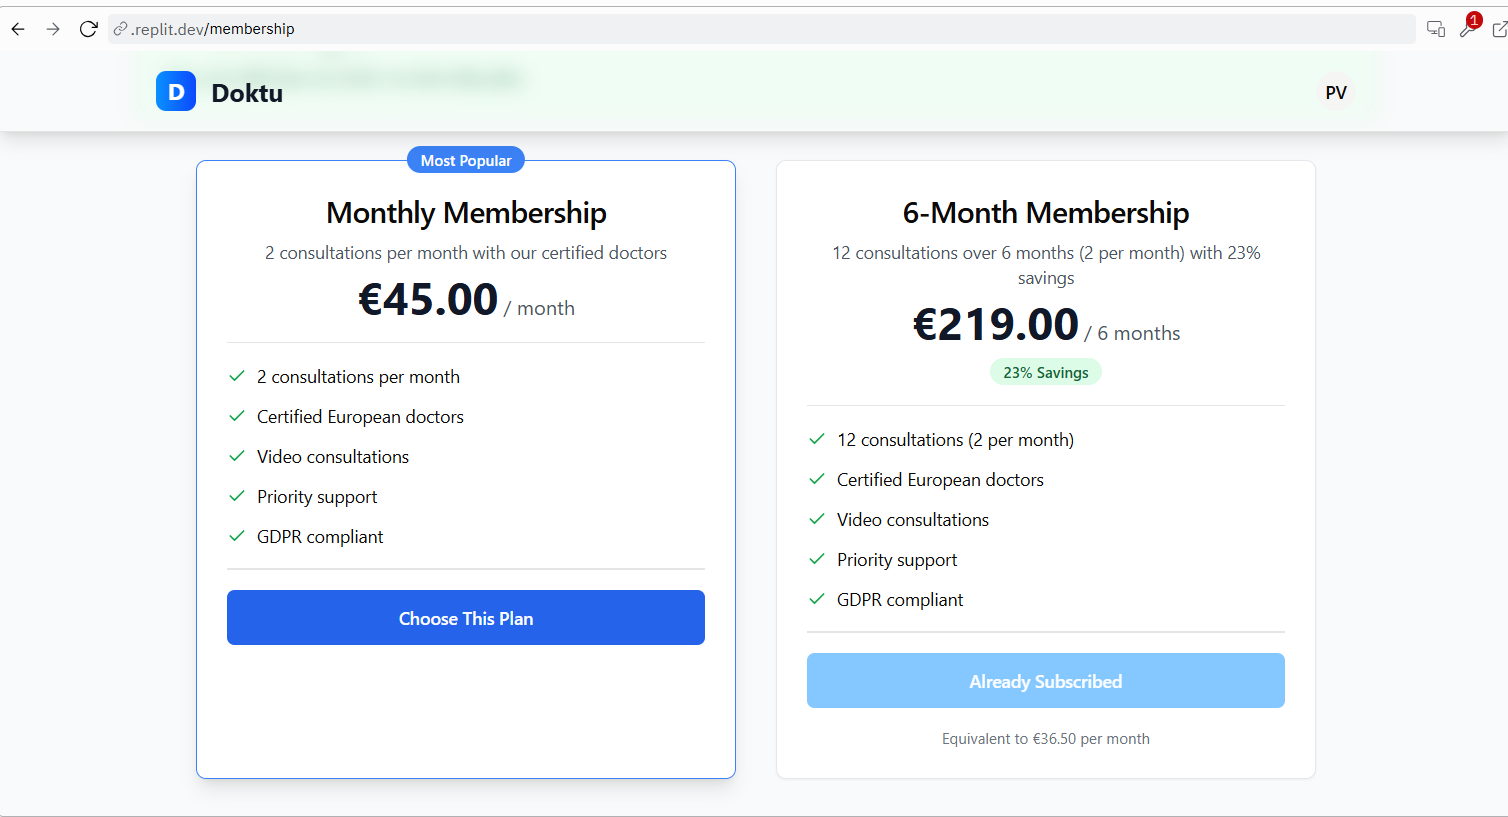 .replit.dev/membership
1
D
Doktu
PV
Most Popular
Monthly Membership
2 consultations per month with our certified doctors
€45.00 / month
2 consultations per month
Certified European doctors
Video consultations
Priority support
GDPR compliant
Choose This Plan
6-Month Membership
12 consultations over 6 months (2 per month) with 23%
savings
€219.00 / 6 months
23% Savings
12 consultations (2 per month)
Certified European doctors
Video consultations
Priority support
GDPR compliant
Already Subscribed
Equivalent to €36.50 per month